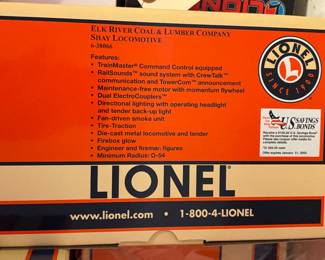 ELK RIVER COAL & LUMBER COMPANY
SHAY LOCOMOTIVE
6-38066
Features:
• TrainMaster® Command Control equipped
• RailSounds™ sound system with CrewTalk™
communication and TowerCom™ announcement
• Maintenance-free motor with momentum flywheel
• Dual ElectroCouplers™
• Directional lighting with operating headlight
and tender back-up light
• Fan-driven smoke unit
• Tire-Traction
• Die-cast metal locomotive and tender
• Firebox glow
• Engineer and fireman figures
• Minimum Radius: O-54
LIONEL
L
SINCE 1900
U.S. SAVINGS
BONDS
LIONEL®
www.lionel.com • 1-800-4-LIONEL